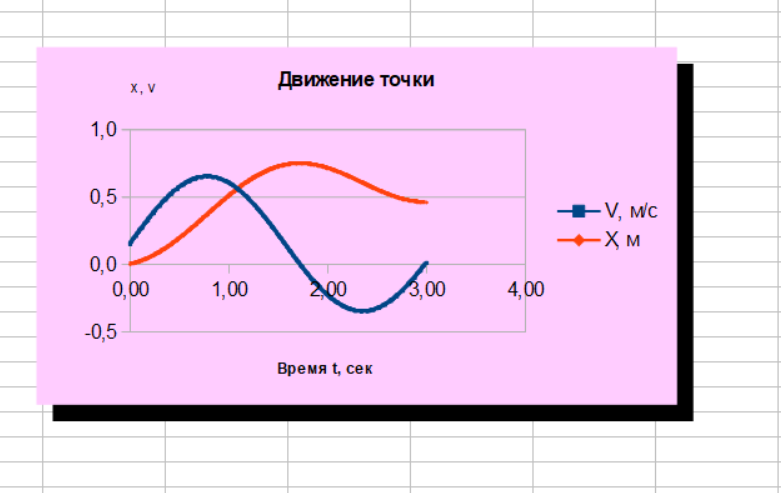 Движение точки
x, v
1,0
0,5
0,0
-0,5
0,00 1,00 2,00 3,00 4,00
Время t, сек
V, м/с
X, м